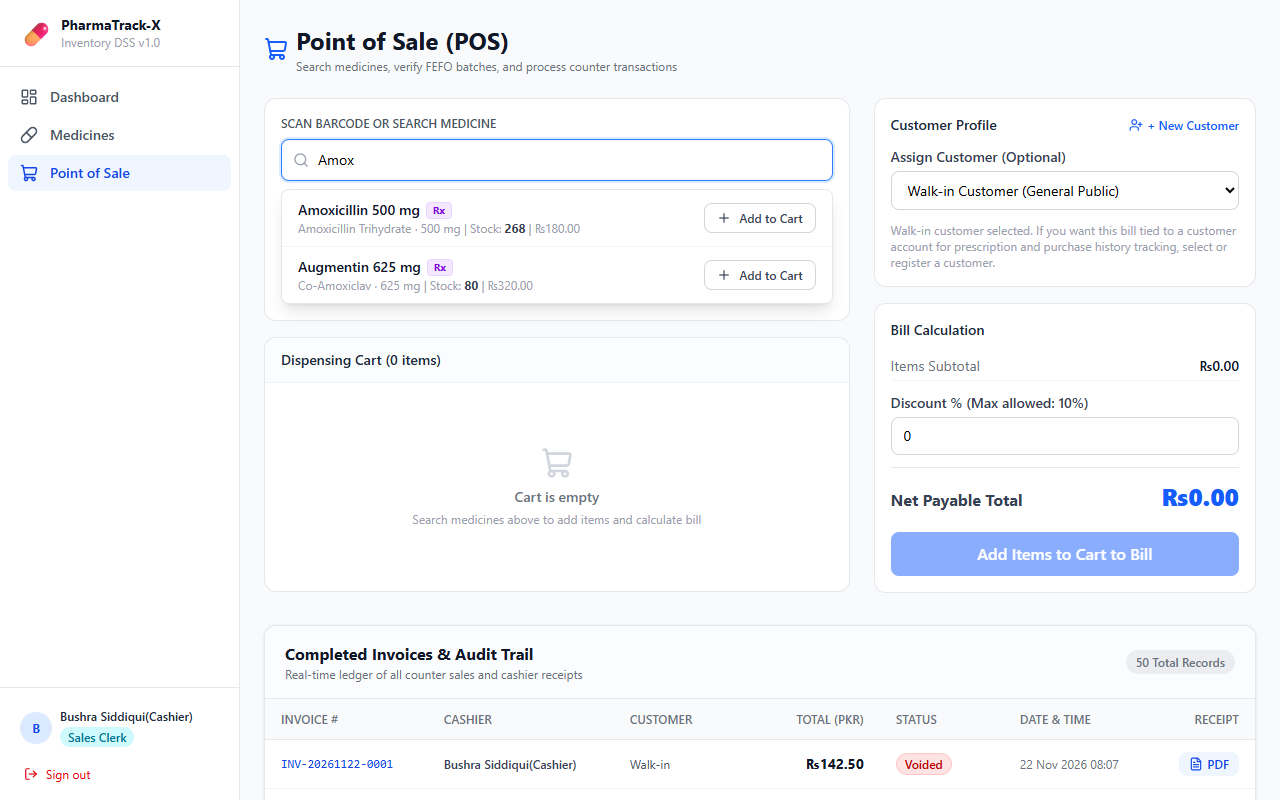 PharmaTrack-X
Inventory DSS v1.0
Dashboard
Medicines
Point of Sale
Bushra Siddiqui(Cashier)
B
Sales Clerk
Sign out
Point of Sale (POS)
Search medicines, verify FEFO batches, and process counter transactions
SCAN BARCODE OR SEARCH MEDICINE
Amox
Amoxicillin 500 mg Rx
Amoxicillin Trihydrate · 500 mg | Stock: 268 | ₨180.00
+ Add to Cart
Augmentin 625 mg Rx
Co-Amoxiclav · 625 mg | Stock: 80 | ₨320.00
+ Add to Cart
Dispensing Cart (0 items)
Cart is empty
Search medicines above to add items and calculate bill
Customer Profile
+ New Customer
Assign Customer (Optional)
Walk-in Customer (General Public)
Walk-in customer selected. If you want this bill tied to a customer
account for prescription and purchase history tracking, select or
register a customer.
Bill Calculation
Items Subtotal ₨0.00
Discount % (Max allowed: 10%)
0
Net Payable Total ₨0.00
Add Items to Cart to Bill
Completed Invoices & Audit Trail
Real-time ledger of all counter sales and cashier receipts
50 Total Records
INVOICE # CASHIER CUSTOMER TOTAL (PKR) STATUS DATE & TIME RECEIPT
INV-20261122-0001 Bushra Siddiqui(Cashier) Walk-in ₨142.50 Voided 22 Nov 2026 08:07 PDF